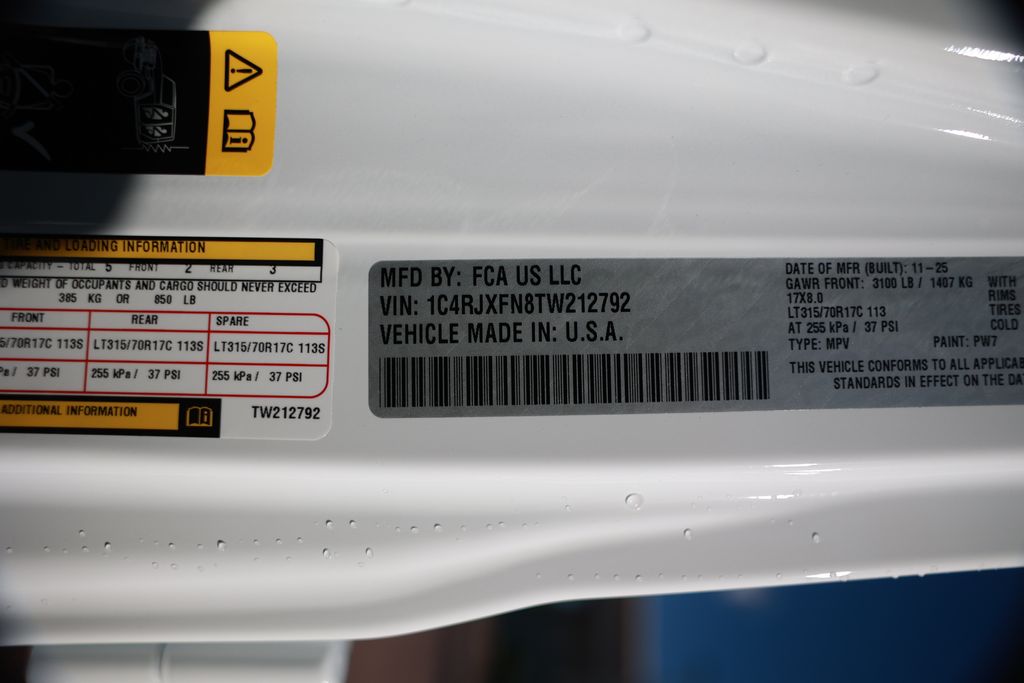 TIRE AND LOADING INFORMATION
CAPACITY – TOTAL 5 FRONT 2 REAR 3
WEIGHT OF OCCUPANTS AND CARGO SHOULD NEVER EXCEED
385 KG OR 850 LB
FRONT REAR SPARE
5/70R17C 113S LT315/70R17C 113S LT315/70R17C 113S
/ 37 PSI 255 kPa / 37 PSI 255 kPa / 37 PSI
ADDITIONAL INFORMATION
TW212792
MFD BY: FCA US LLC
VIN: 1C4RJXFN8TW212792
VEHICLE MADE IN: U.S.A.
DATE OF MFR (BUILT): 11-25
GAWR FRONT: 3100 LB / 1407 KG WITH
17X8.0 RIMS
LT315/70R17C 113 TIRES
AT 255 kPa / 37 PSI COLD
TYPE: MPV PAINT: PW7
THIS VEHICLE CONFORMS TO ALL APPLICAB
STANDARDS IN EFFECT ON THE DA